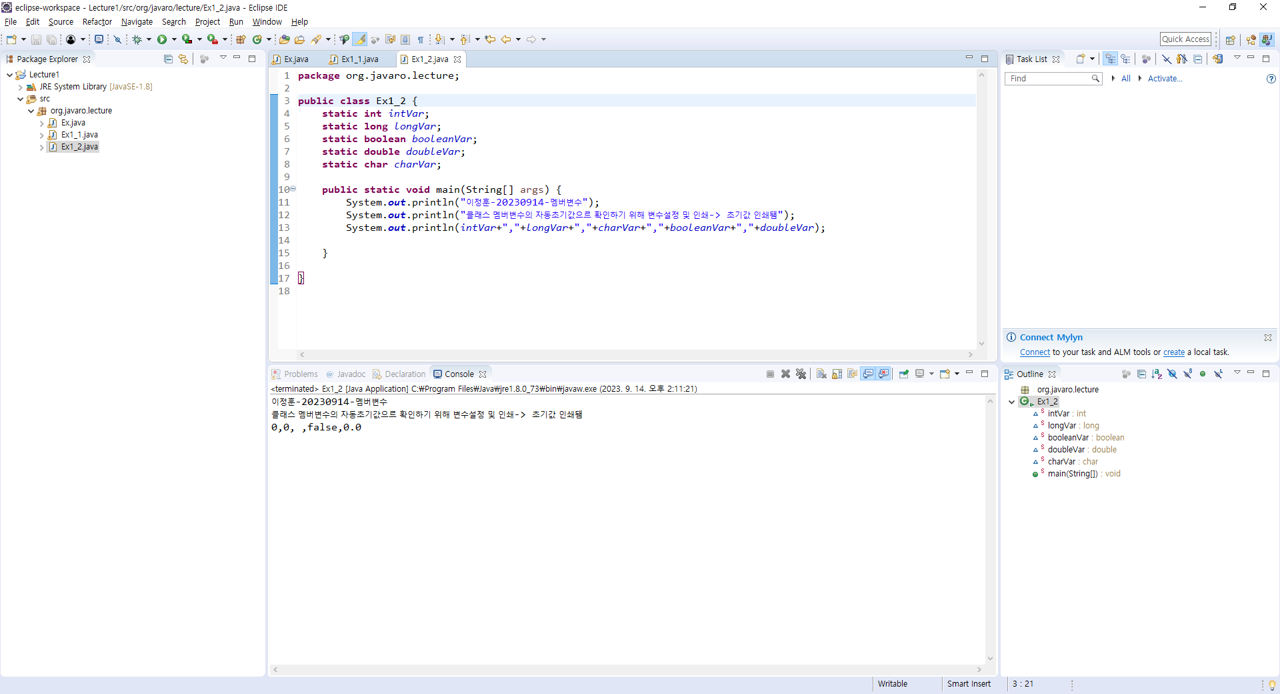 eclipse-workspace - Lecture1/src/org/javaro/lecture/Ex1_2.java - Eclipse IDE
File Edit Source Refactor Navigate Search Project Run Window Help
Quick Access
Package Explorer
Lecture1
JRE System Library [JavaSE-1.8]
src
org.javaro.lecture
Ex.java
Ex1_1.java
Ex1_2.java
Ex.java Ex1_1.java Ex1_2.java
1 package org.javaro.lecture;
2
3 public class Ex1_2 {
4 static int intVar;
5 static long longVar;
6 static boolean booleanVar;
7 static double doubleVar;
8 static char charVar;
9
10 public static void main(String[] args) {
11 System.out.println("이정훈-20230914-멤버변수");
12 System.out.println("클래스 멤버변수의 자동초기값으로 확인하기 위해 변수설정 및 인쇄-> 초기값 인쇄됌");
13 System.out.println(intVar+","+longVar+","+charVar+","+booleanVar+","+doubleVar);
14
15 }
16
17 }
18
Problems Javadoc Declaration Console
<terminated> Ex1_2 [Java Application] C:₩Program Files₩Java₩jre1.8.0_73₩bin₩javaw.exe (2023. 9. 14. 오후 2:11:21)
이정훈-20230914-멤버변수
클래스 멤버변수의 자동초기값으로 확인하기 위해 변수설정 및 인쇄-> 초기값 인쇄됌
0,0, ,false,0.0
Task List
Find All Activate...
Connect Mylyn
Connect to your task and ALM tools or create a local task.
Outline
org.javaro.lecture
Ex1_2
intVar : int
longVar : long
booleanVar : boolean
doubleVar : double
charVar : char
main(String[]) : void
Writable Smart Insert 3 : 21